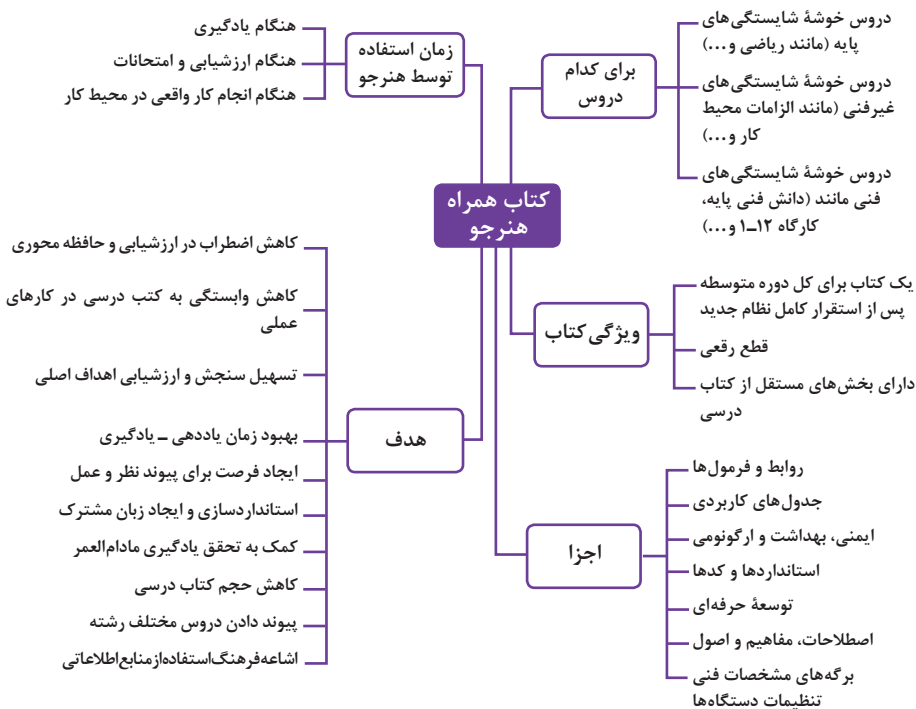 کتاب همراه
هنرجو
برای کدام
دروس
دروس خوشهٔ شایستگی‌های
پایه (مانند ریاضی و...)
دروس خوشهٔ شایستگی‌های
غیرفنی (مانند الزامات محیط
کار و...)
دروس خوشهٔ شایستگی‌های
فنی مانند (دانش فنی پایه،
کارگاه ۱۲ــ۱ و...)
ویژگی کتاب
یک کتاب برای کل دوره متوسطه
پس از استقرار کامل نظام جدید
قطع رقعی
دارای بخش‌های مستقل از کتاب
درسی
اجزا
روابط و فرمول‌ها
جدول‌های کاربردی
ایمنی، بهداشت و ارگونومی
استانداردها و کدها
توسعهٔ حرفه‌ای
اصطلاحات، مفاهیم و اصول
برگه‌های مشخصات فنی
تنظیمات دستگاه‌ها
زمان استفاده
توسط هنرجو
هنگام یادگیری
هنگام ارزشیابی و امتحانات
هنگام انجام کار واقعی در محیط کار
هدف
کاهش اضطراب در ارزشیابی و حافظه محوری
کاهش وابستگی به کتب درسی در کارهای
عملی
تسهیل سنجش و ارزشیابی اهداف اصلی
بهبود زمان یاددهی ــ یادگیری
ایجاد فرصت برای پیوند نظر و عمل
استانداردسازی و ایجاد زبان مشترک
کمک به تحقق یادگیری مادام‌العمر
کاهش حجم کتاب درسی
پیوند دادن دروس مختلف رشته
اشاعه‌فرهنگ‌استفاده‌ازمنابع‌اطلاعاتی